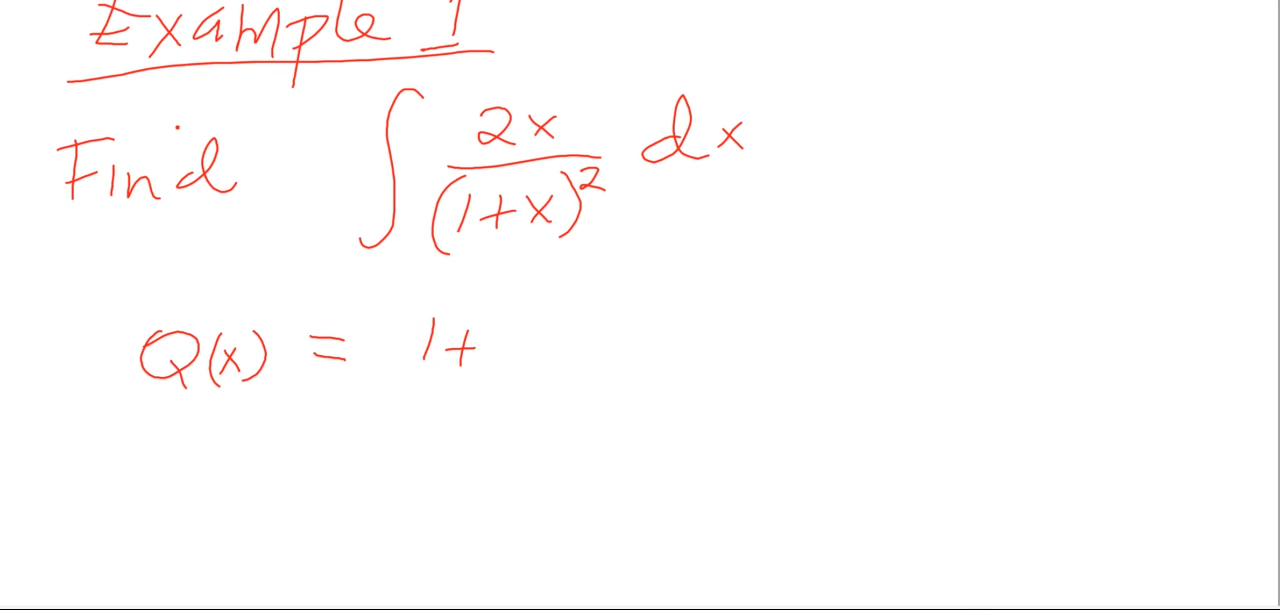 Example 1
Find ∫ 2x/(1+x)² dx
Q(x) = 1+